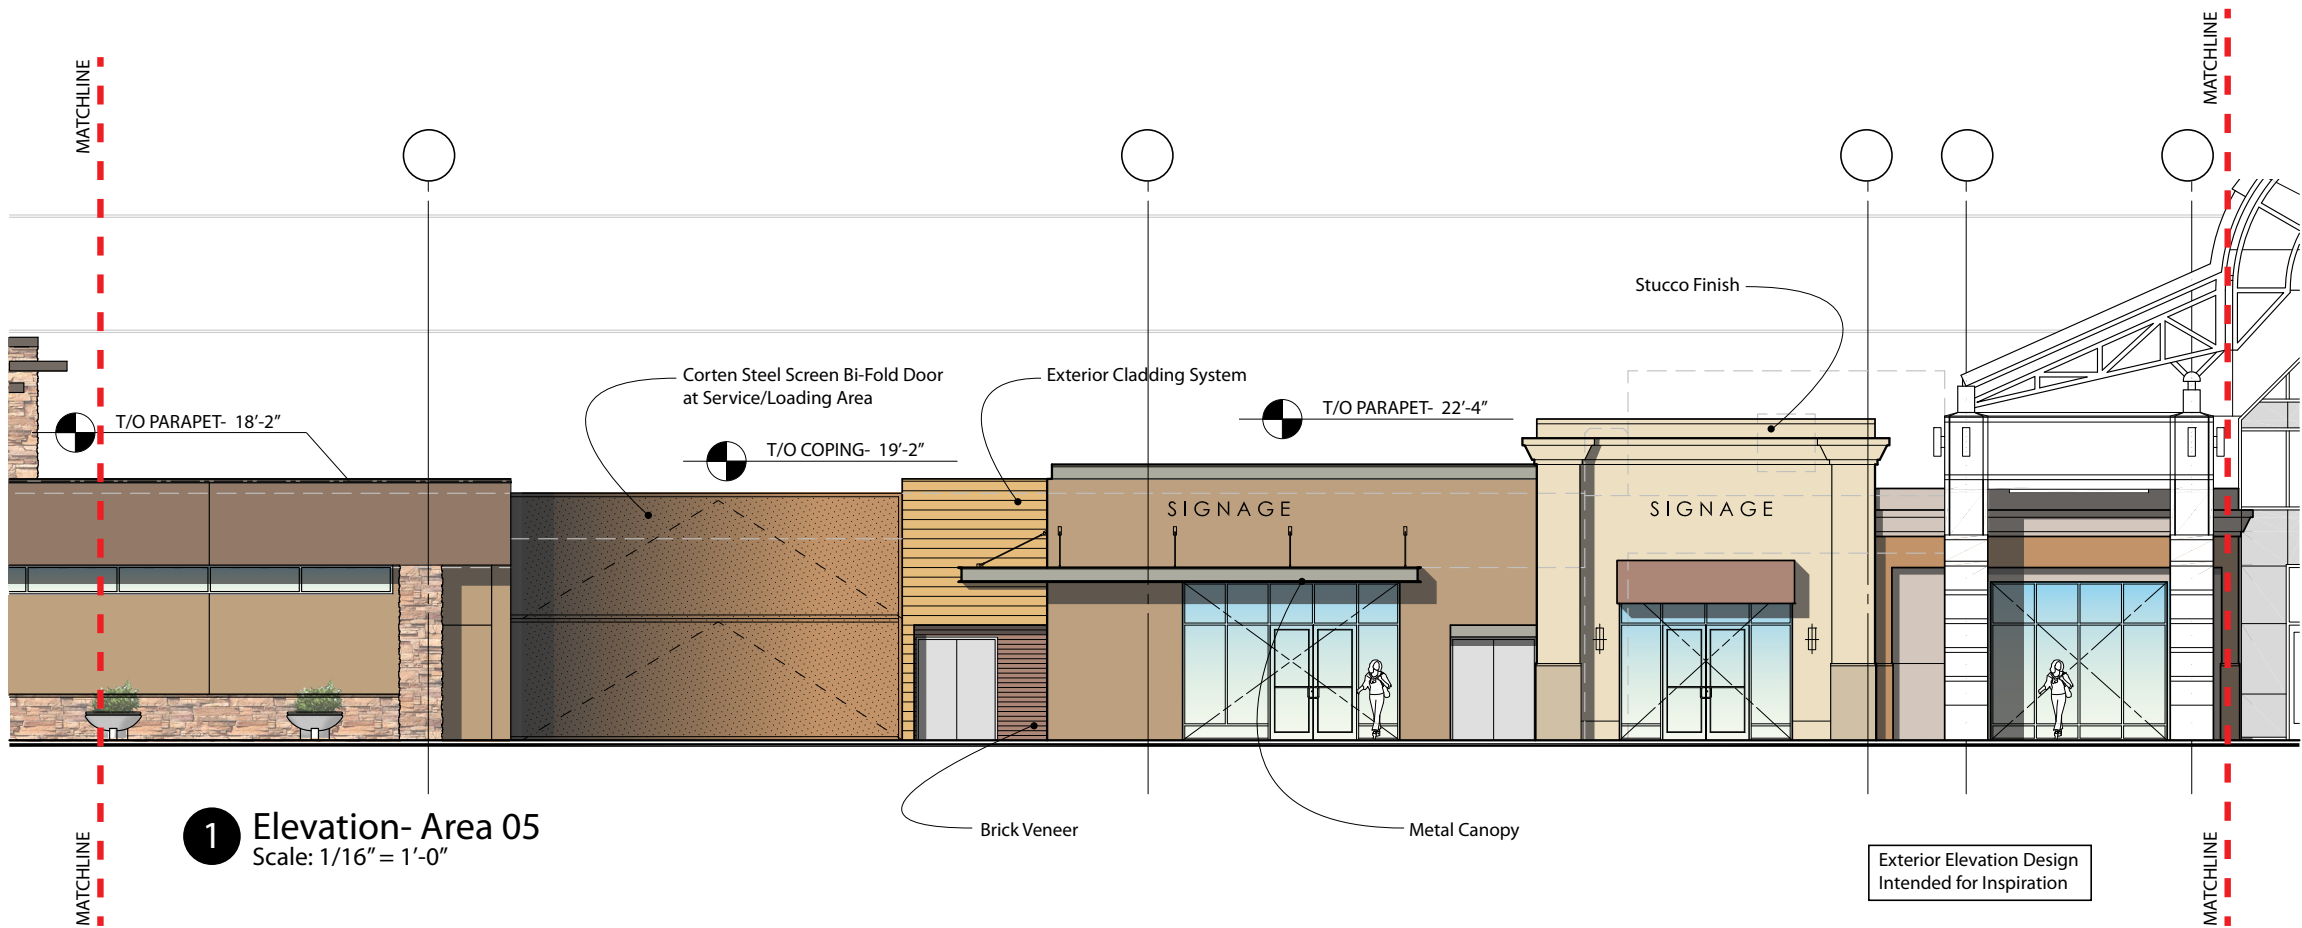 MATCHLINE
MATCHLINE
Stucco Finish
Corten Steel Screen Bi-Fold Door
at Service/Loading Area
Exterior Cladding System
T/O PARAPET- 18'-2"
T/O COPING- 19'-2"
T/O PARAPET- 22'-4"
SIGNAGE
SIGNAGE
1
Elevation- Area 05
Scale: 1/16" = 1'-0"
Brick Veneer
Metal Canopy
Exterior Elevation Design
Intended for Inspiration
MATCHLINE
MATCHLINE